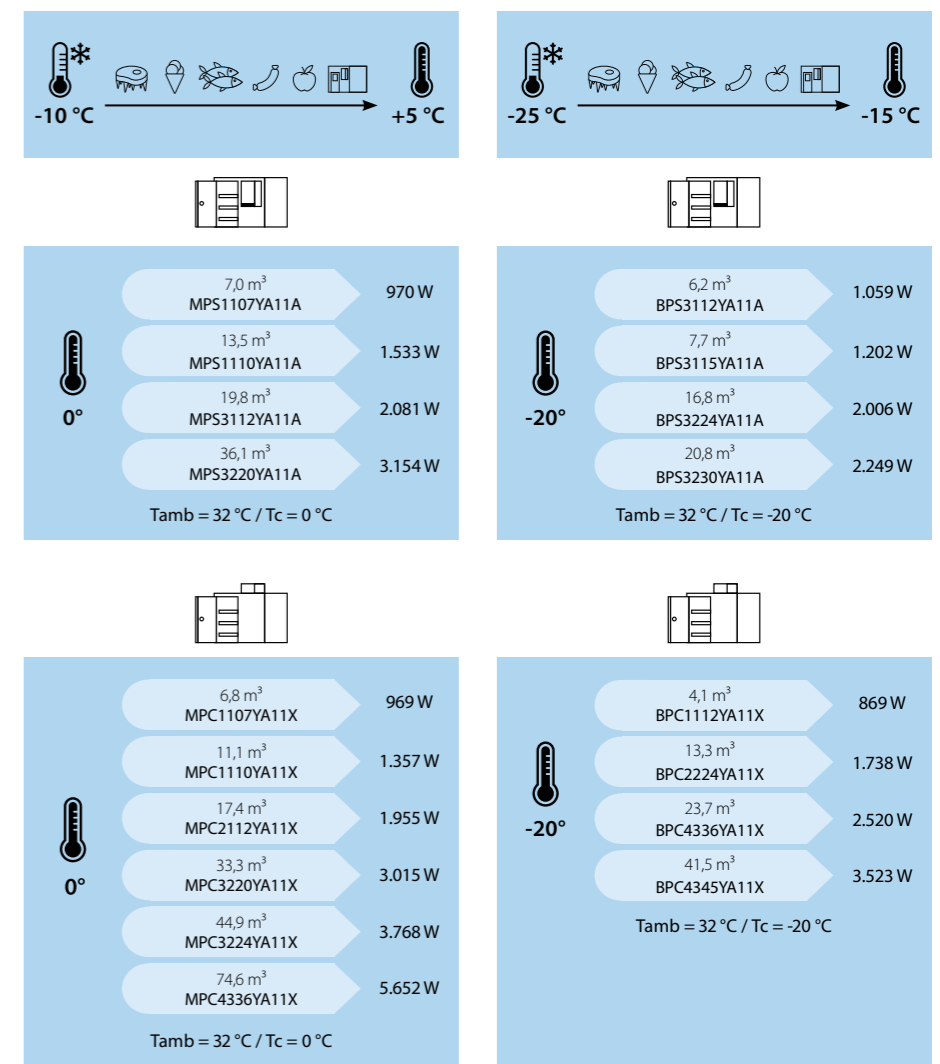 -10 °C
+5 °C
-25 °C
-15 °C
7,0 m³
MPS1107YA11A
970 W
13,5 m³
MPS1110YA11A
1.533 W
19,8 m³
MPS3112YA11A
2.081 W
36,1 m³
MPS3220YA11A
3.154 W
0°
Tamb = 32 °C / Tc = 0 °C
6,2 m³
BPS3112YA11A
1.059 W
7,7 m³
BPS3115YA11A
1.202 W
16,8 m³
BPS3224YA11A
2.006 W
20,8 m³
BPS3230YA11A
2.249 W
-20°
Tamb = 32 °C / Tc = -20 °C
6,8 m³
MPC1107YA11X
969 W
11,1 m³
MPC1110YA11X
1.357 W
17,4 m³
MPC2112YA11X
1.955 W
33,3 m³
MPC3220YA11X
3.015 W
44,9 m³
MPC3224YA11X
3.768 W
74,6 m³
MPC4336YA11X
5.652 W
0°
Tamb = 32 °C / Tc = 0 °C
4,1 m³
BPC1112YA11X
869 W
13,3 m³
BPC2224YA11X
1.738 W
23,7 m³
BPC4336YA11X
2.520 W
41,5 m³
BPC4345YA11X
3.523 W
-20°
Tamb = 32 °C / Tc = -20 °C